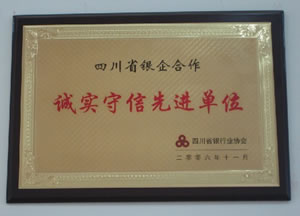 四川省银企合作
诚实守信先进单位
四川省银行业协会
二零零六年十一月